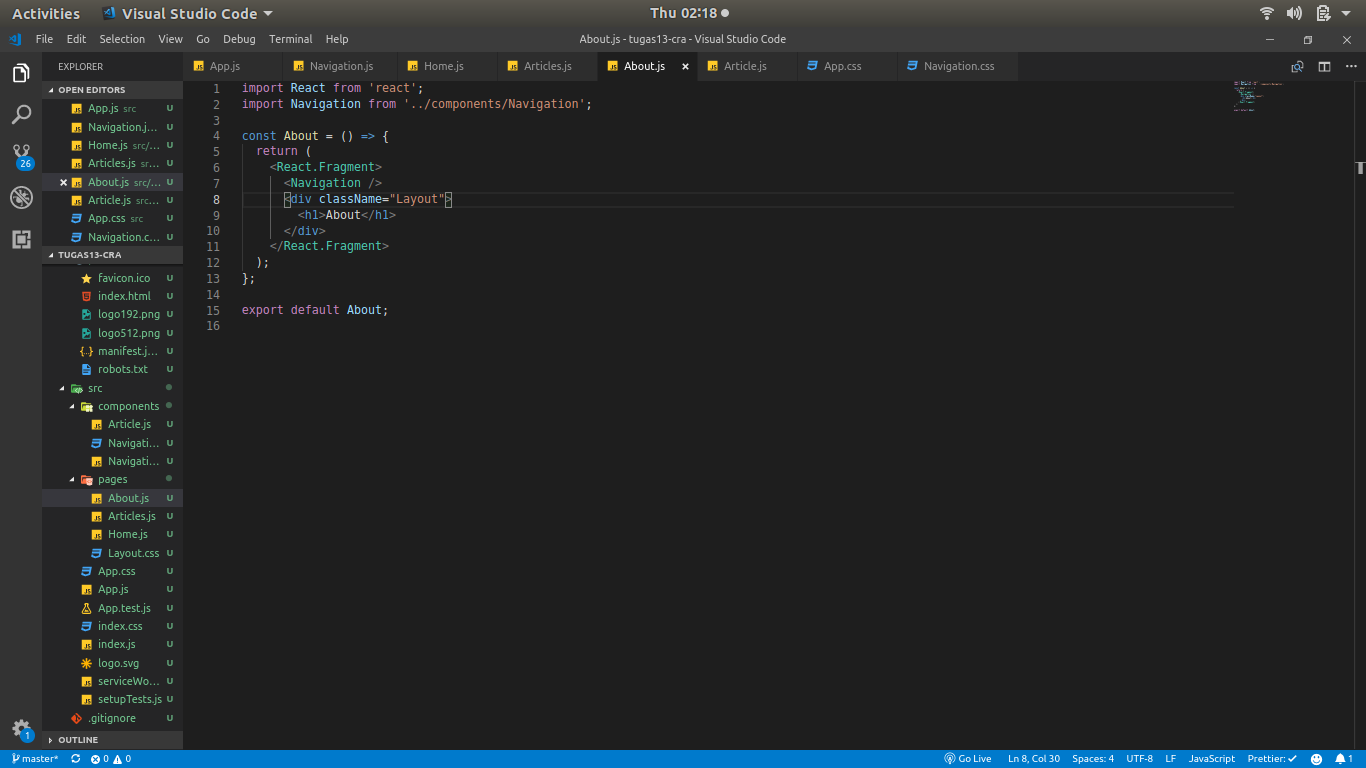 Activities Visual Studio Code Thu 02:18
File Edit Selection View Go Debug Terminal Help About.js - tugas13-cra - Visual Studio Code
EXPLORER
App.js Navigation.js Home.js Articles.js About.js Article.js App.css Navigation.css
OPEN EDITORS
App.js src U
Navigation.j... U
Home.js src/... U
Articles.js sr... U
About.js src/... U
Article.js src... U
App.css src U
Navigation.c... U
TUGAS13-CRA
favicon.ico U
index.html U
logo192.png U
logo512.png U
manifest.j... U
robots.txt U
src
components
Article.js U
Navigati... U
Navigati... U
pages
About.js U
Articles.js U
Home.js U
Layout.css U
App.css U
App.js U
App.test.js U
index.css U
index.js U
logo.svg U
serviceWo... U
setupTests.js U
.gitignore U
OUTLINE
26
1
1 import React from 'react';
2 import Navigation from '../components/Navigation';
3
4 const About = () => {
5 return (
6 <React.Fragment>
7 <Navigation />
8 <div className="Layout">
9 <h1>About</h1>
10 </div>
11 </React.Fragment>
12 );
13 };
14
15 export default About;
16
master* 0 0 Go Live Ln 8, Col 30 Spaces: 4 UTF-8 LF JavaScript Prettier: ✓ 1